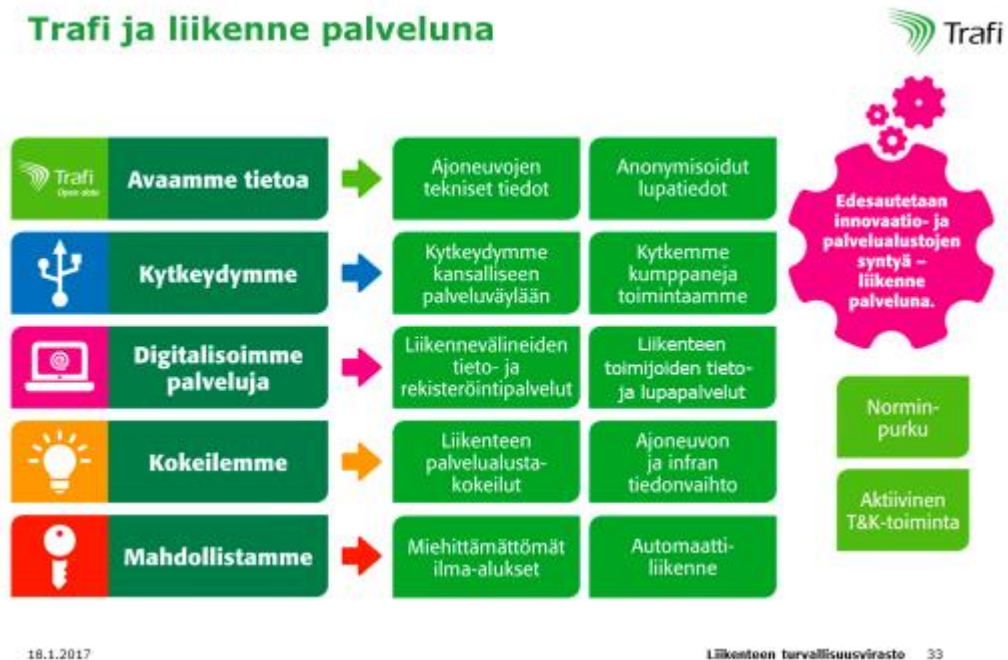 Trafi ja liikenne palveluna
Trafi
Trafi
Open data
Avaamme tietoa
Ajoneuvojen
tekniset tiedot
Anonymisoidut
lupatiedot
Kytkeydymme
Kytkeydymme
kansalliseen
palveluväylään
Kytkemme
kumppaneja
toimintaamme
@
Digitalisoimme
palveluja
Liikennevälineiden
tieto- ja
rekisteröintipalvelut
Liikenteen
toimijoiden tieto-
ja lupapalvelut
Kokeilemme
Liikenteen
palvelualusta-
kokeilut
Ajoneuvon
ja infran
tiedonvaihto
Mahdollistamme
Miehittämättömät
ilma-alukset
Automaatti-
liikenne
Edesautetaan
innovaatio- ja
palvelualustojen
syntyä –
liikenne
palveluna.
Normin-
purku
Aktiivinen
T&K-toiminta
18.1.2017
Liikenteen turvallisuusvirasto 33